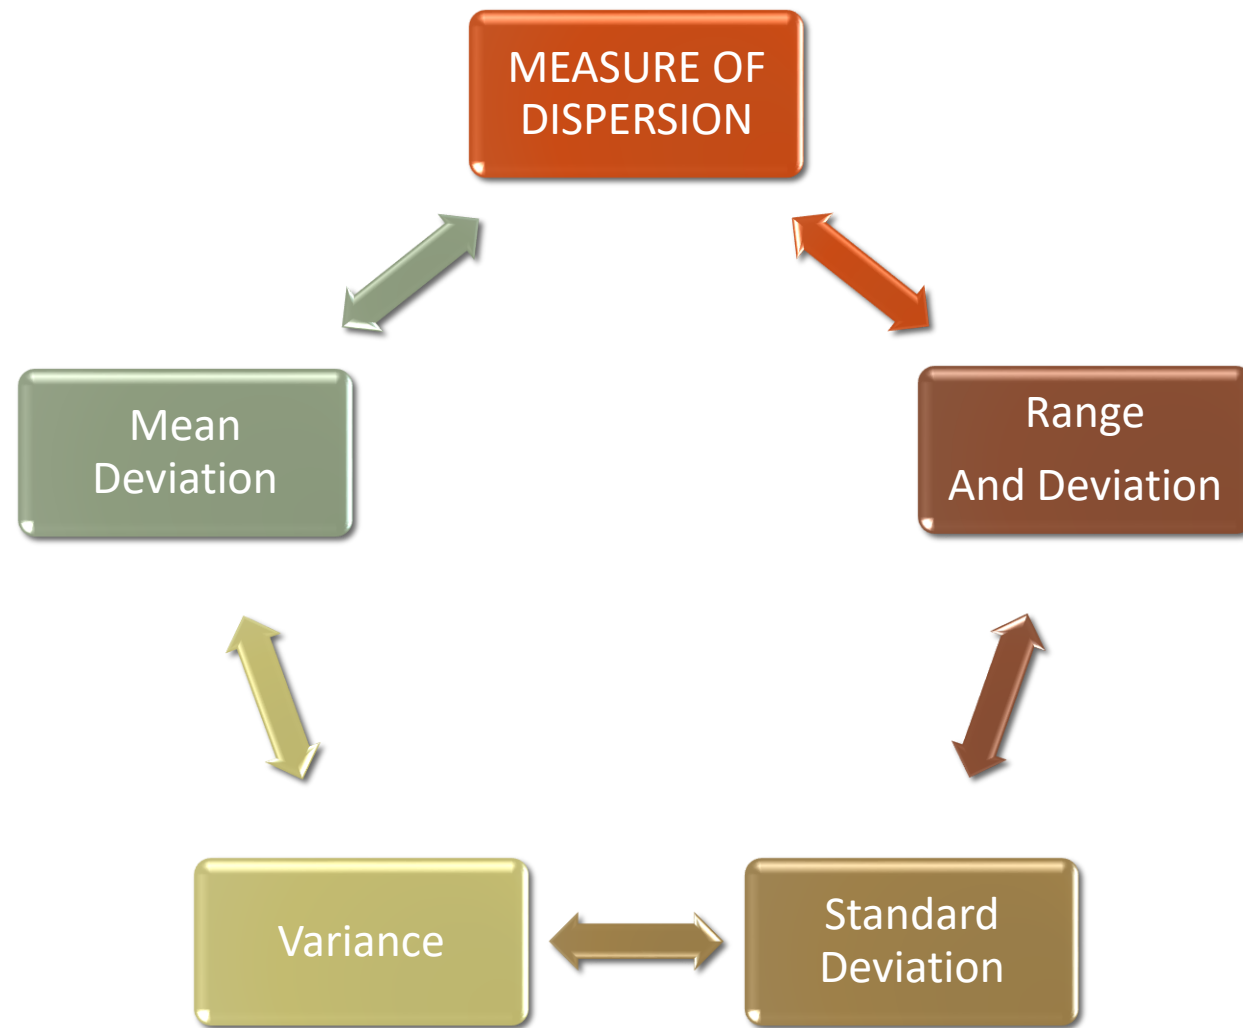 MEASURE OF
DISPERSION
Mean
Deviation
Range
And Deviation
Variance
Standard
Deviation